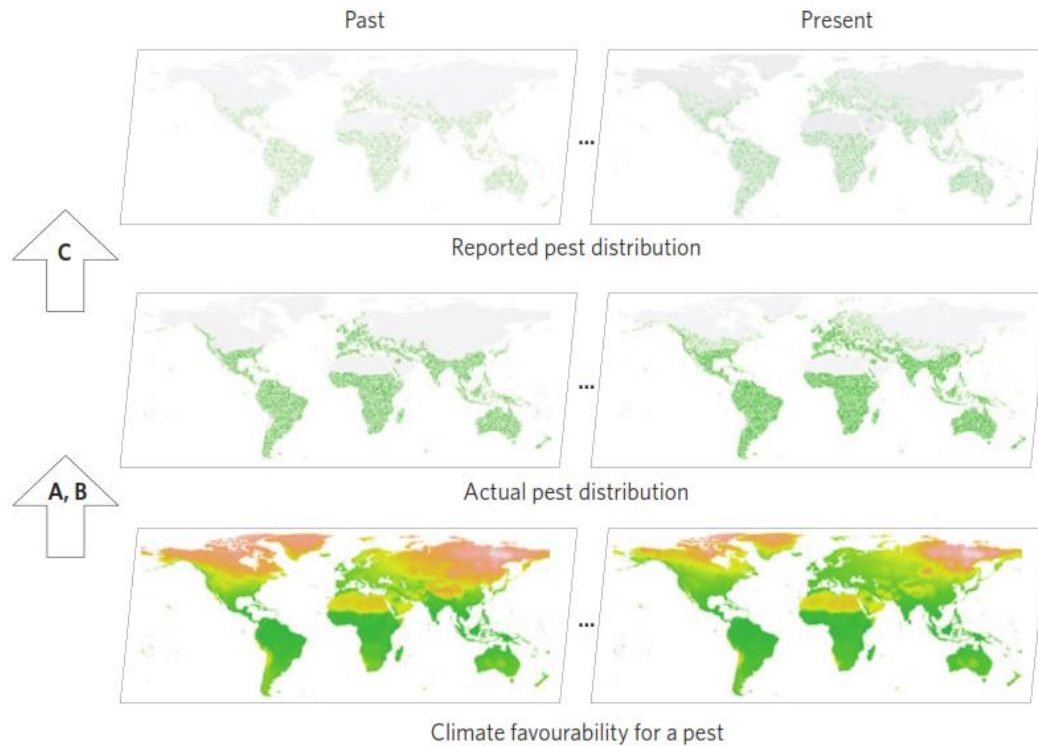 Past
Present
...
C
Reported pest distribution
...
A, B
Actual pest distribution
...
Climate favourability for a pest